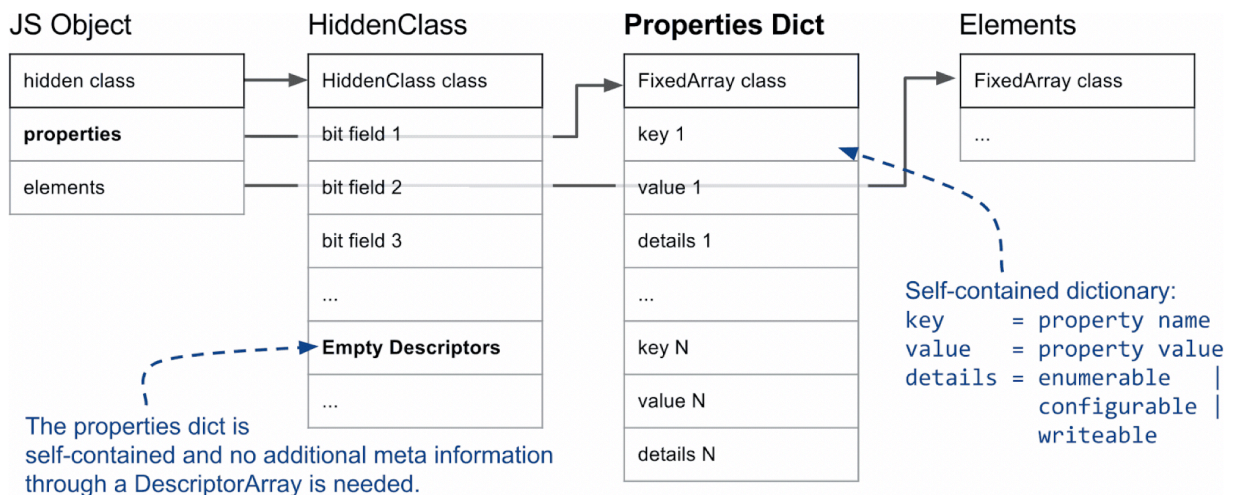 JS Object
hidden class
properties
elements
HiddenClass
HiddenClass class
bit field 1
bit field 2
bit field 3
...
Empty Descriptors
...
Properties Dict
FixedArray class
key 1
value 1
details 1
...
key N
value N
details N
Elements
FixedArray class
...
The properties dict is
self-contained and no additional meta information
through a DescriptorArray is needed.
Self-contained dictionary:
key = property name
value = property value
details = enumerable |
configurable |
writeable